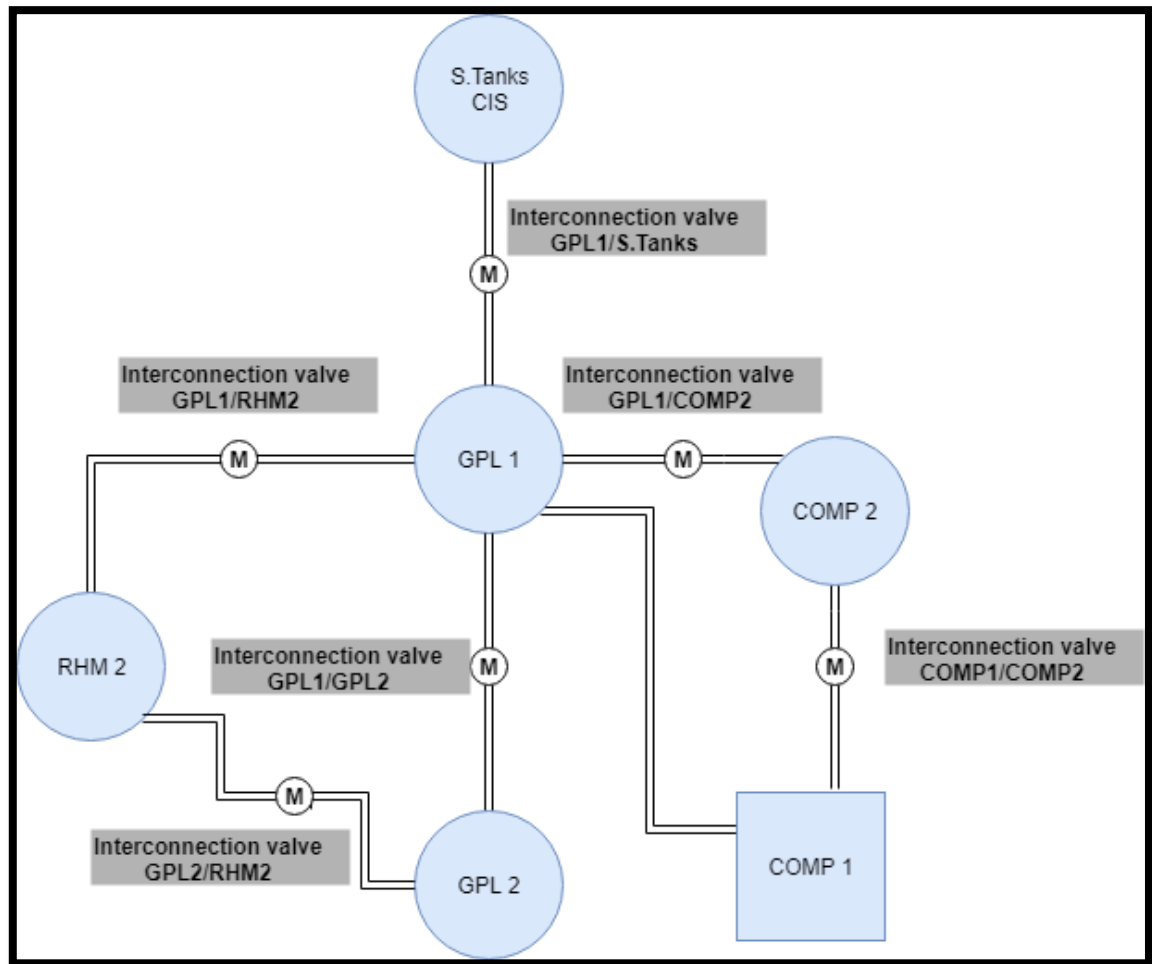 S.Tanks
CIS
Interconnection valve
GPL1/S.Tanks
M
Interconnection valve
GPL1/RHM2
Interconnection valve
GPL1/COMP2
M
GPL 1
M
COMP 2
RHM 2
Interconnection valve
GPL1/GPL2
M
M
Interconnection valve
COMP1/COMP2
M
Interconnection valve
GPL2/RHM2
GPL 2
COMP 1